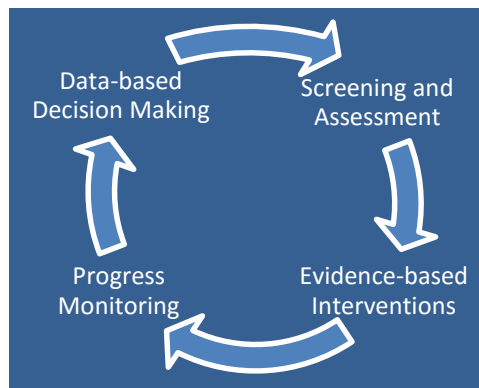 Data-based
Decision Making
Screening and
Assessment
Evidence-based
Interventions
Progress
Monitoring